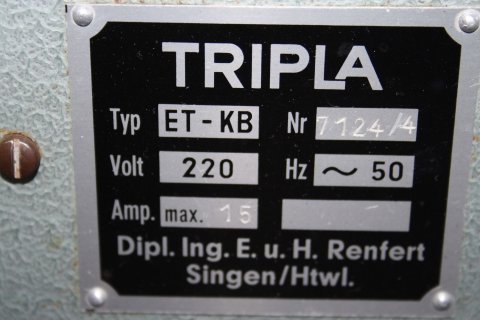 TRIPLA
Typ ET-KB Nr 7124/4
Volt 220 Hz ~ 50
Amp. max. 15
Dipl. Ing. E. u. H. Renfert
Singen/Htwl.